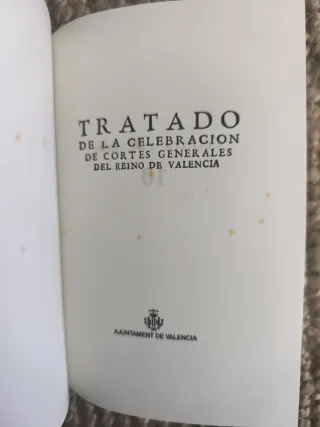 TRATADO
DE LA CELEBRACION
DE CORTES GENERALES
DEL REINO DE VALENCIA
AJUNTAMENT DE VALENCIA